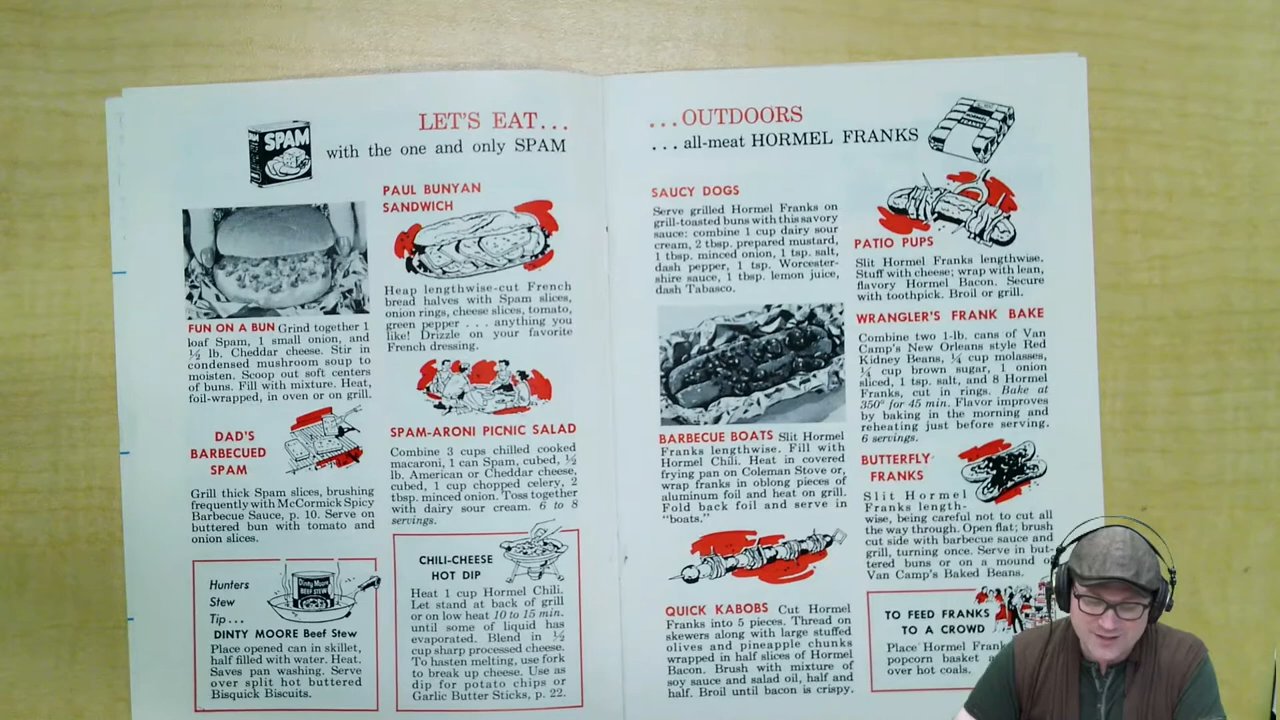 LET'S EAT...
SPAM
with the one and only SPAM
FUN ON A BUN Grind together 1
loaf Spam, 1 small onion, and
½ lb. Cheddar cheese. Stir in
condensed mushroom soup to
moisten. Scoop out soft centers
of buns. Fill with mixture. Heat,
foil-wrapped, in oven or on grill.
DAD'S
BARBECUED
SPAM
Grill thick Spam slices, brushing
frequently with McCormick Spicy
Barbecue Sauce, p. 10. Serve on
buttered bun with tomato and
onion slices.
Hunters
Stew
Tip...
Dinty Moore
BEEF STEW
DINTY MOORE Beef Stew
Place opened can in skillet,
half filled with water. Heat.
Saves pan washing. Serve
over split hot buttered
Bisquick Biscuits.
PAUL BUNYAN
SANDWICH
Heap lengthwise-cut French
bread halves with Spam slices,
onion rings, cheese slices, tomato,
green pepper . . . anything you
like! Drizzle on your favorite
French dressing.
SPAM-ARONI PICNIC SALAD
Combine 3 cups chilled cooked
macaroni, 1 can Spam, cubed, ½
lb. American or Cheddar cheese,
cubed, 1 cup chopped celery, 2
tbsp. minced onion. Toss together
with dairy sour cream. 6 to 8
servings.
CHILI-CHEESE
HOT DIP
Heat 1 cup Hormel Chili.
Let stand at back of grill
or on low heat 10 to 15 min.
until some of liquid has
evaporated. Blend in ½
cup sharp processed cheese.
To hasten melting, use fork
to break up cheese. Use as
dip for potato chips or
Garlic Butter Sticks, p. 22.
...OUTDOORS
...all-meat HORMEL FRANKS
SAUCY DOGS
Serve grilled Hormel Franks on
grill-toasted buns with this savory
sauce: combine 1 cup dairy sour
cream, 2 tbsp. prepared mustard,
1 tbsp. minced onion, 1 tsp. salt,
dash pepper, 1 tsp. Worcester-
shire sauce, 1 tbsp. lemon juice,
dash Tabasco.
BARBECUE BOATS Slit Hormel
Franks lengthwise. Fill with
Hormel Chili. Heat in covered
frying pan on Coleman Stove or,
wrap franks in oblong pieces of
aluminum foil and heat on grill.
Fold back foil and serve in
"boats."
QUICK KABOBS Cut Hormel
Franks into 5 pieces. Thread on
skewers along with large stuffed
olives and pineapple chunks
wrapped in half slices of Hormel
Bacon. Brush with mixture of
soy sauce and salad oil, half and
half. Broil until bacon is crispy.
PATIO PUPS
Slit Hormel Franks lengthwise.
Stuff with cheese; wrap with lean,
flavory Hormel Bacon. Secure
with toothpick. Broil or grill.
WRANGLER'S FRANK BAKE
Combine two 1-lb. cans of Van
Camp's New Orleans style Red
Kidney Beans, ¼ cup molasses,
¼ cup brown sugar, 1 onion
sliced, 1 tsp. salt, and 8 Hormel
Franks, cut in rings. Bake at
350° for 45 min. Flavor improves
by baking in the morning and
reheating just before serving.
6 servings.
BUTTERFLY
FRANKS
Slit Hormel
Franks length-
wise, being careful not to cut all
the way through. Open flat; brush
cut side with barbecue sauce and
grill, turning once. Serve in but-
tered buns or on a mound of
Van Camp's Baked Beans.
TO FEED FRANKS
TO A CROWD
Place Hormel Frank
popcorn basket a
over hot coals.